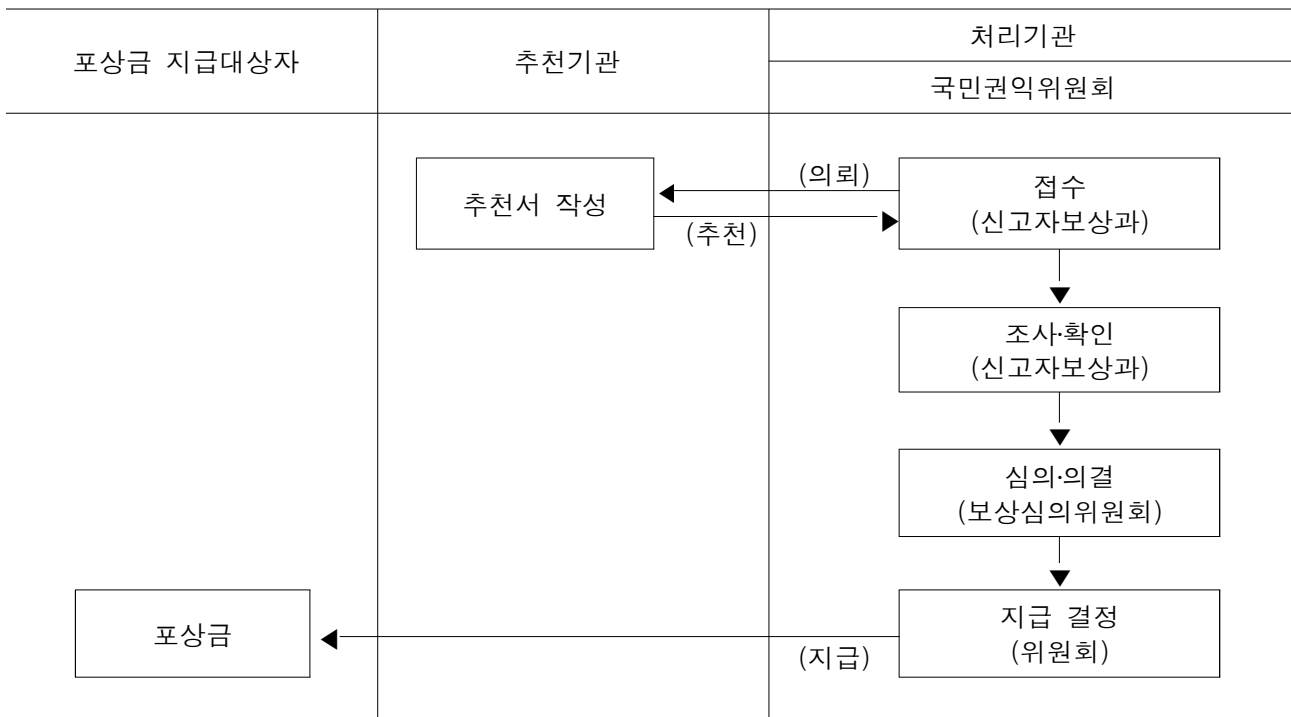 포상금 지급대상자
추천기관
처리기관
국민권익위원회
추천서 작성
(의뢰)
(추천)
접수
(신고자보상과)
조사·확인
(신고자보상과)
심의·의결
(보상심의위원회)
포상금
(지급)
지급 결정
(위원회)